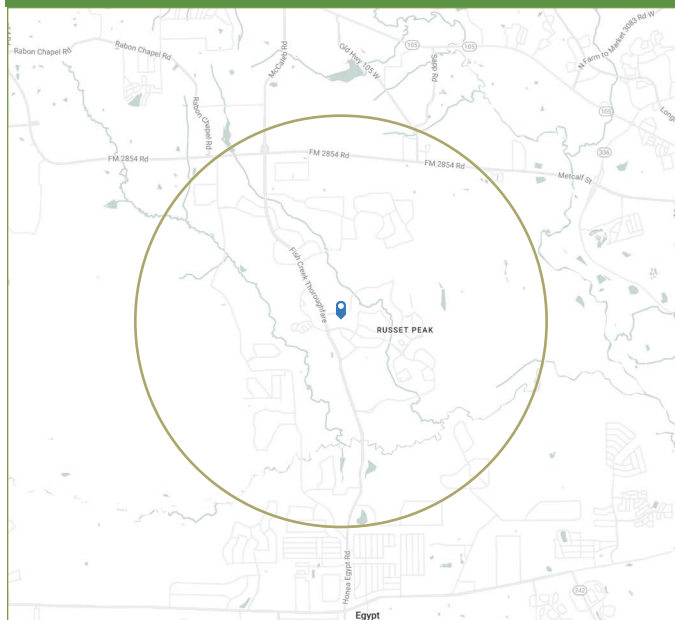 Rabon Chapel Rd
Rabon Chapel Rd
McCaleb Rd
Old Hwy 105 W
105
Sapp Rd
105
N Farm to Market 3083 Rd W
105
Rabon Chapel Rd
336
FM 2854 Rd
FM 2854 Rd
FM 2854 Rd
Metcalf St
Fish Creek Thoroughfare
RUSSET PEAK
Honea Egypt Rd
242
Egypt